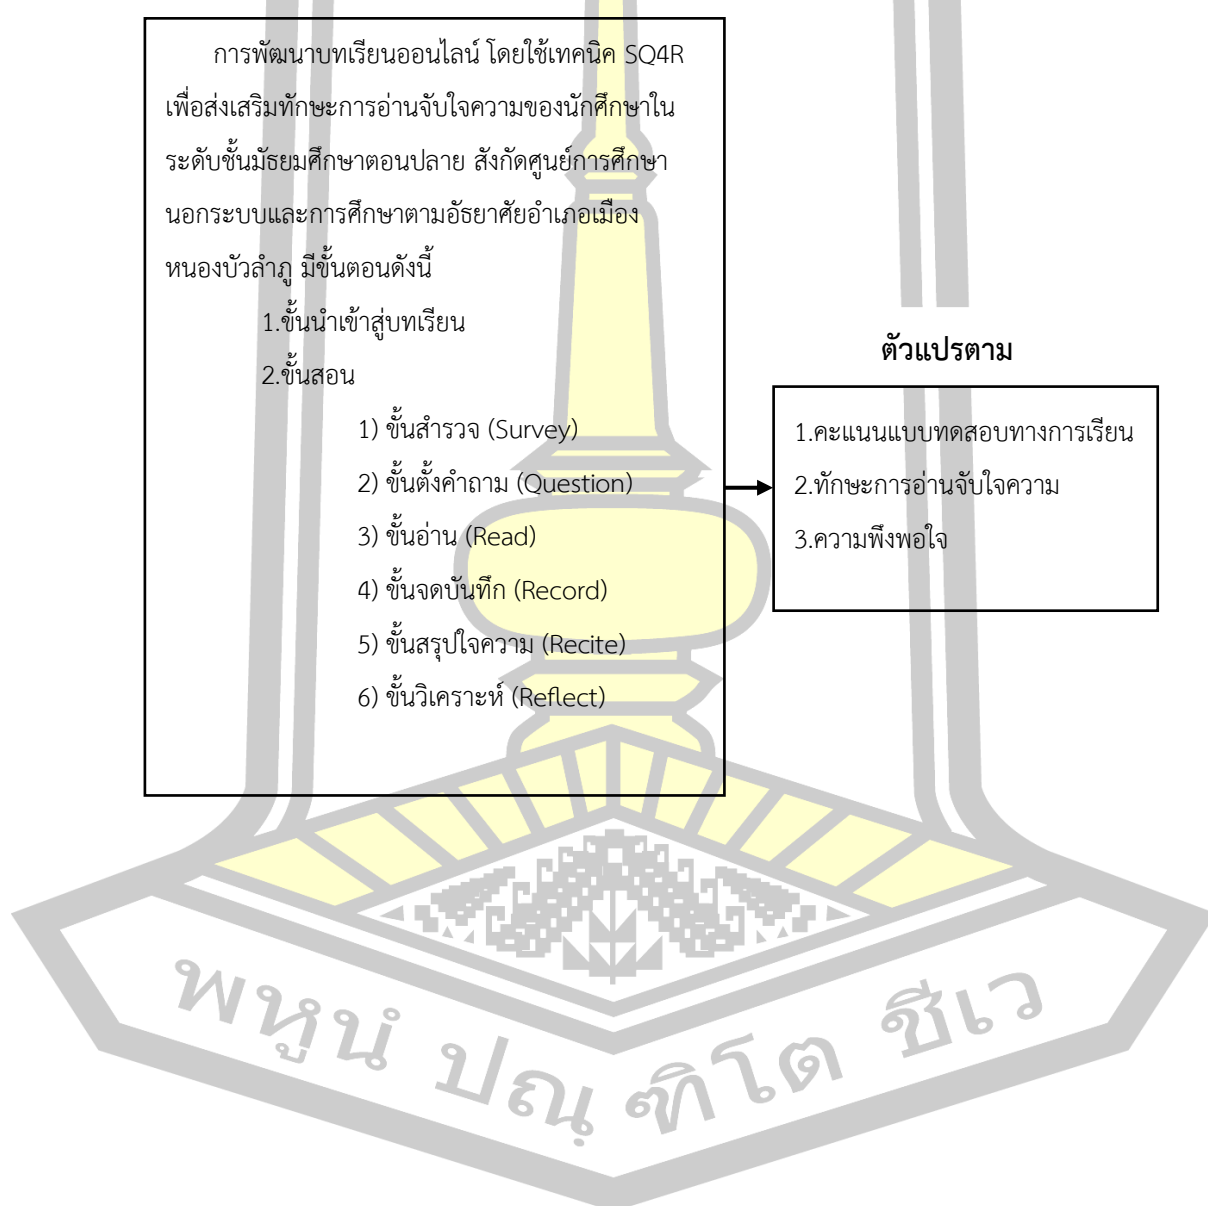 การพัฒนาบทเรียนออนไลน์ โดยใช้เทคนิค SQ4R
เพื่อส่งเสริมทักษะการอ่านจับใจความของนักศึกษาใน
ระดับชั้นมัธยมศึกษาตอนปลาย สังกัดศูนย์การศึกษา
นอกระบบและการศึกษาตามอัธยาศัยอำเภอเมือง
หนองบัวลำภู มีขั้นตอนดังนี้
1.ขั้นนำเข้าสู่บทเรียน
2.ขั้นสอน
1) ขั้นสำรวจ (Survey)
2) ขั้นตั้งคำถาม (Question)
3) ขั้นอ่าน (Read)
4) ขั้นจดบันทึก (Record)
5) ขั้นสรุปใจความ (Recite)
6) ขั้นวิเคราะห์ (Reflect)
ตัวแปรตาม
1.คะแนนแบบทดสอบทางการเรียน
2.ทักษะการอ่านจับใจความ
3.ความพึงพอใจ
พหูนํ ปณฺฑิโต ชีเว